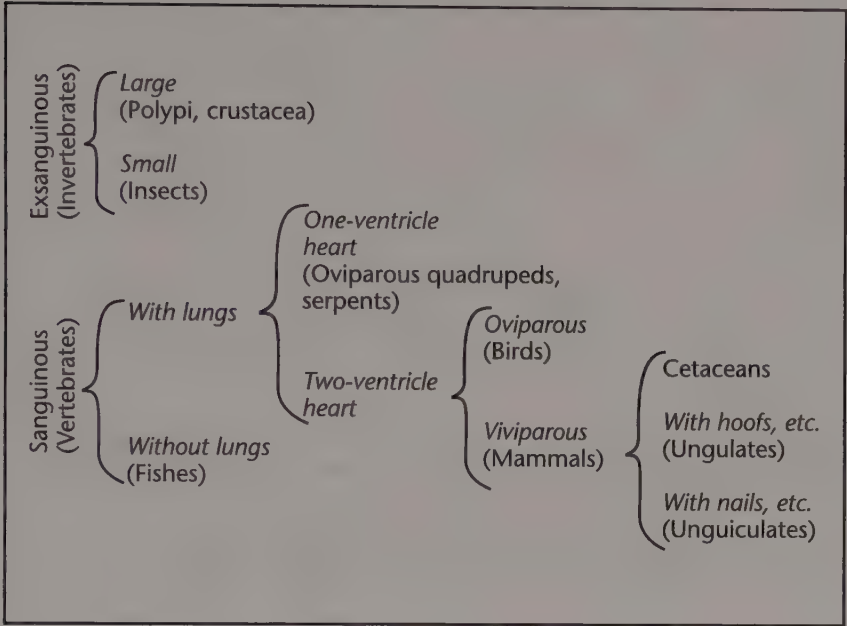 Exsanguinous
(Invertebrates)
Large
(Polypi, crustacea)
Small
(Insects)
Sanguinous
(Vertebrates)
With lungs
Without lungs
(Fishes)
One-ventricle
heart
(Oviparous quadrupeds,
serpents)
Two-ventricle
heart
Oviparous
(Birds)
Viviparous
(Mammals)
Cetaceans
With hoofs, etc.
(Ungulates)
With nails, etc.
(Unguiculates)